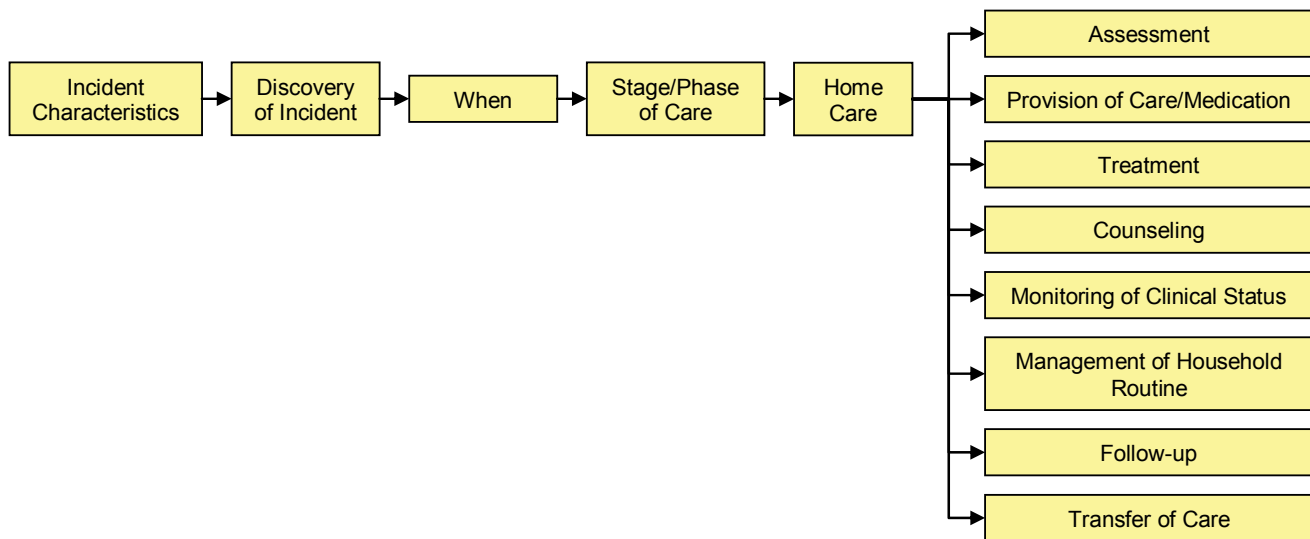 Incident
Characteristics
Discovery
of Incident
When
Stage/Phase
of Care
Home
Care
Assessment
Provision of Care/Medication
Treatment
Counseling
Monitoring of Clinical Status
Management of Household
Routine
Follow-up
Transfer of Care